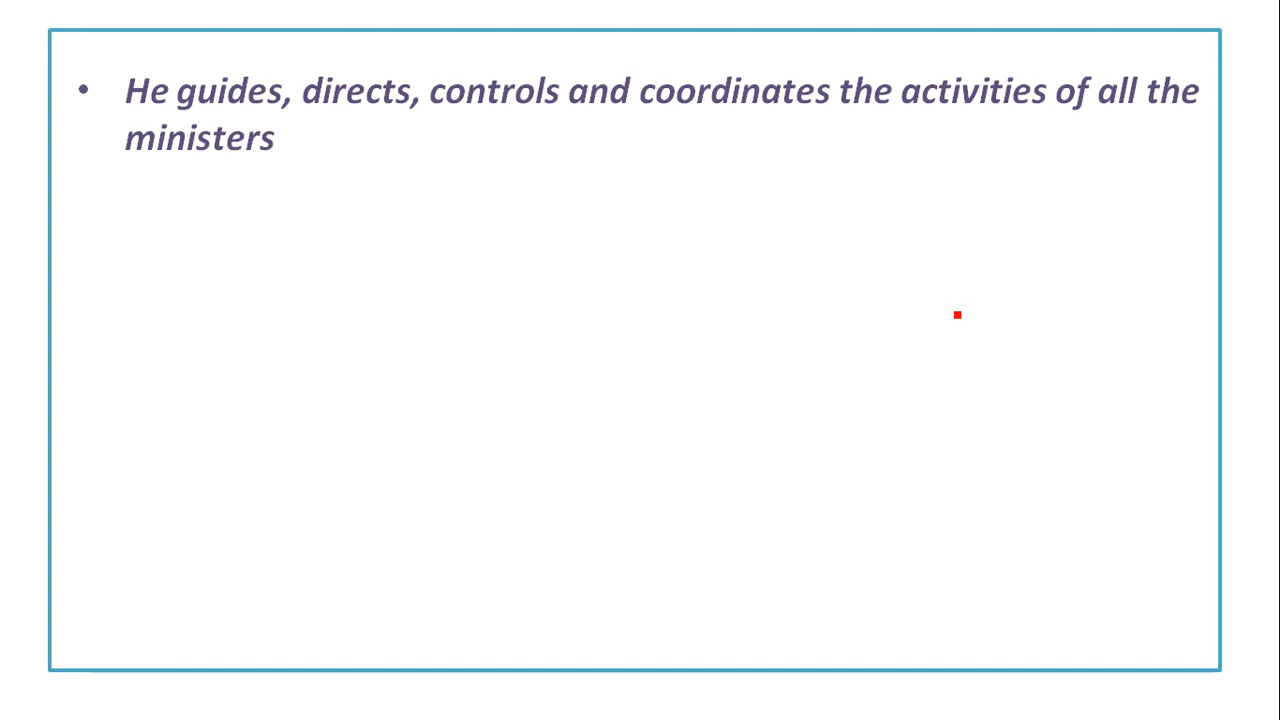 • He guides, directs, controls and coordinates the activities of all the
ministers